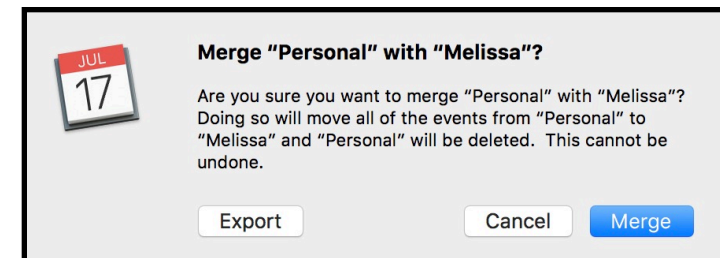 JUL
17
Merge "Personal" with "Melissa"?
Are you sure you want to merge "Personal" with "Melissa"?
Doing so will move all of the events from "Personal" to
"Melissa" and "Personal" will be deleted.  This cannot be
undone.
Export
Cancel
Merge